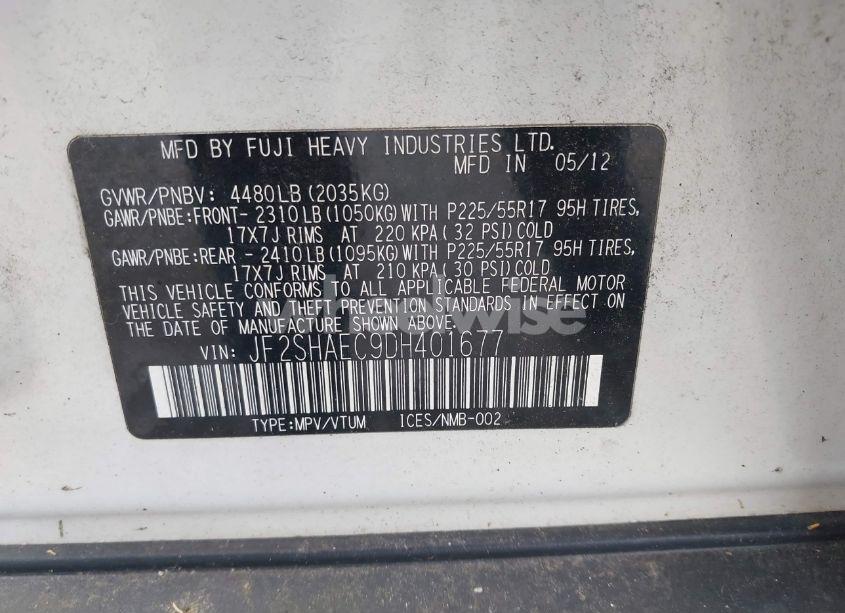 MFD BY FUJI HEAVY INDUSTRIES LTD.
MFD IN 05/12
GVWR/PNBV: 4480LB(2035KG)
GAWR/PNBE:FRONT- 2310LB(1050KG)WITH P225/55R17 95H TIRES,
17X7J RIMS AT 220 KPA(32 PSI)COLD
GAWR/PNBE:REAR - 2410LB(1095KG)WITH P225/55R17 95H TIRES,
17X7J RIMS AT 210 KPA(30 PSI)COLD
THIS VEHICLE CONFORMS TO ALL APPLICABLE FEDERAL MOTOR
VEHICLE SAFETY AND THEFT PREVENTION STANDARDS IN EFFECT ON
THE DATE OF MANUFACTURE SHOWN ABOVE.
VIN: JF2SHAEC9DH401677
TYPE:MPV/VTUM ICES/NMB-002